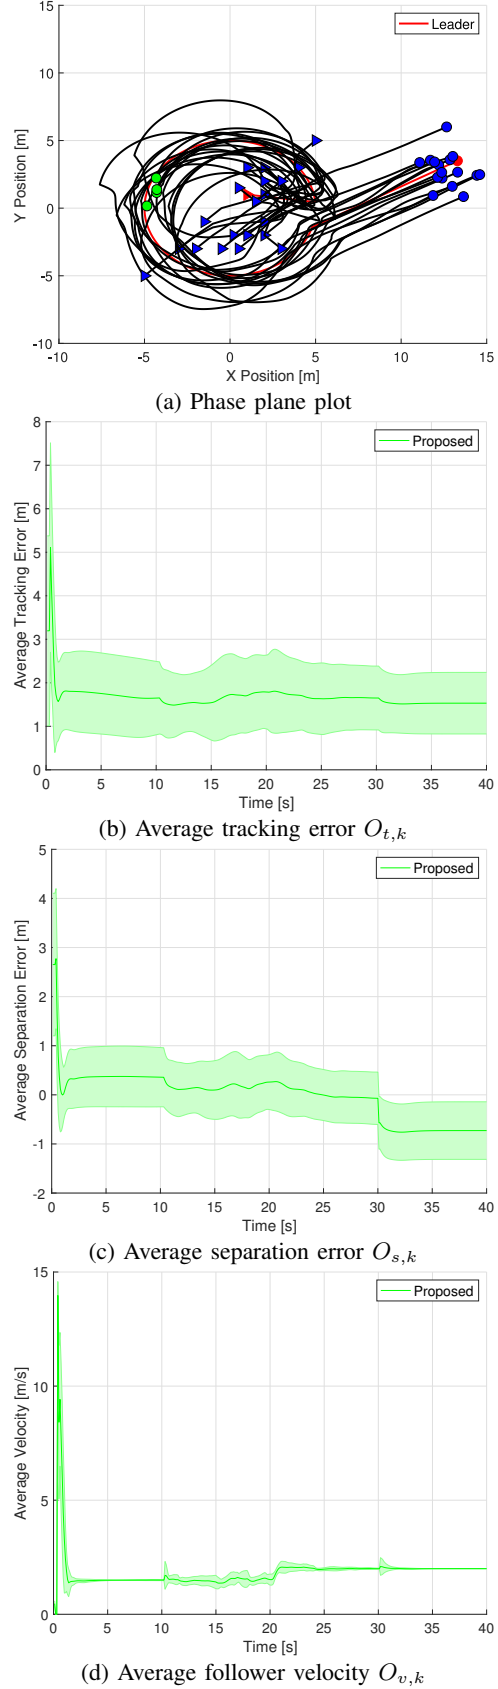 15
10
5
0
-5
-10
Y Position [m]
Leader
-10 -5 0 5 10 15
X Position [m]
(a) Phase plane plot
8
7
6
5
4
3
2
1
0
Average Tracking Error [m]
Proposed
0 5 10 15 20 25 30 35 40
Time [s]
(b) Average tracking error O_{t,k}
5
4
3
2
1
0
-1
-2
Average Separation Error [m]
Proposed
0 5 10 15 20 25 30 35 40
Time [s]
(c) Average separation error O_{s,k}
15
10
5
0
Average Velocity [m/s]
Proposed
0 5 10 15 20 25 30 35 40
Time [s]
(d) Average follower velocity O_{v,k}